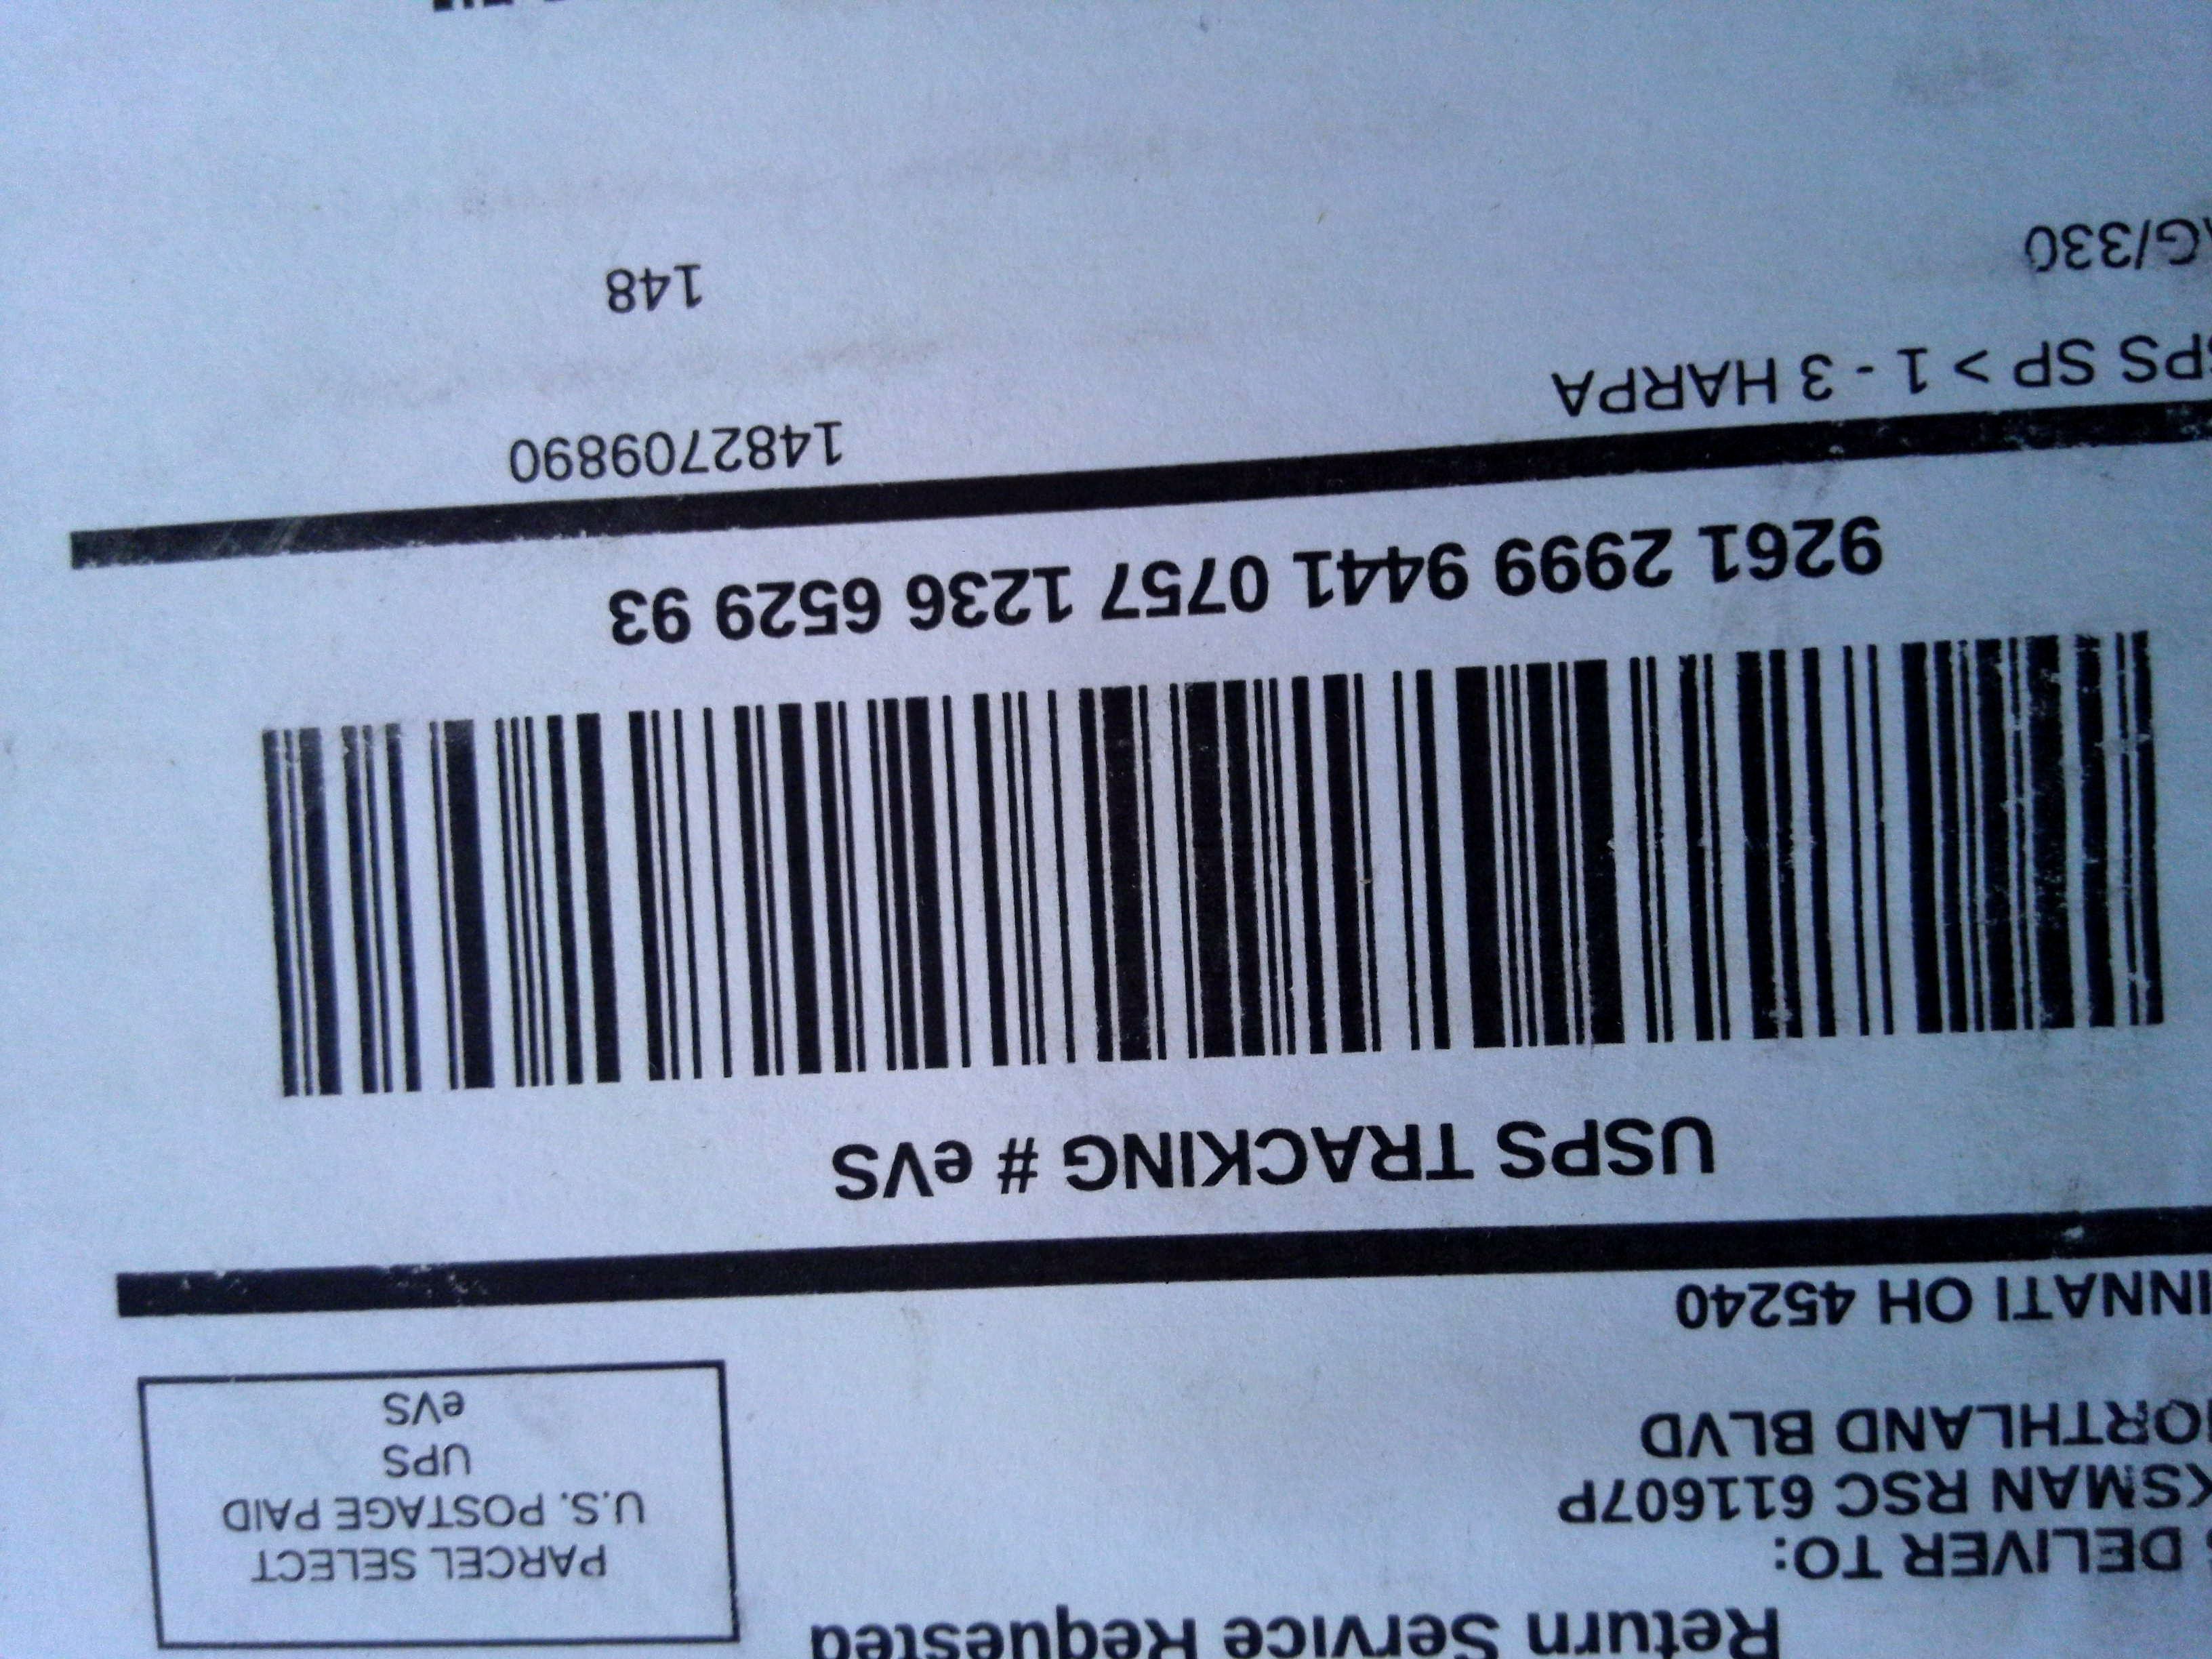 Return Service Requested
DELIVER TO:
KSMAN RSC 611607P
ORTHLAND BLVD
INNATI OH 45240
PARCEL SELECT
U.S. POSTAGE PAID
UPS
eVS
USPS TRACKING # eVS
9261 2999 9441 0757 1236 6529 93
PS SP > 1 - 3 HARPA
1482709890
G/330
148